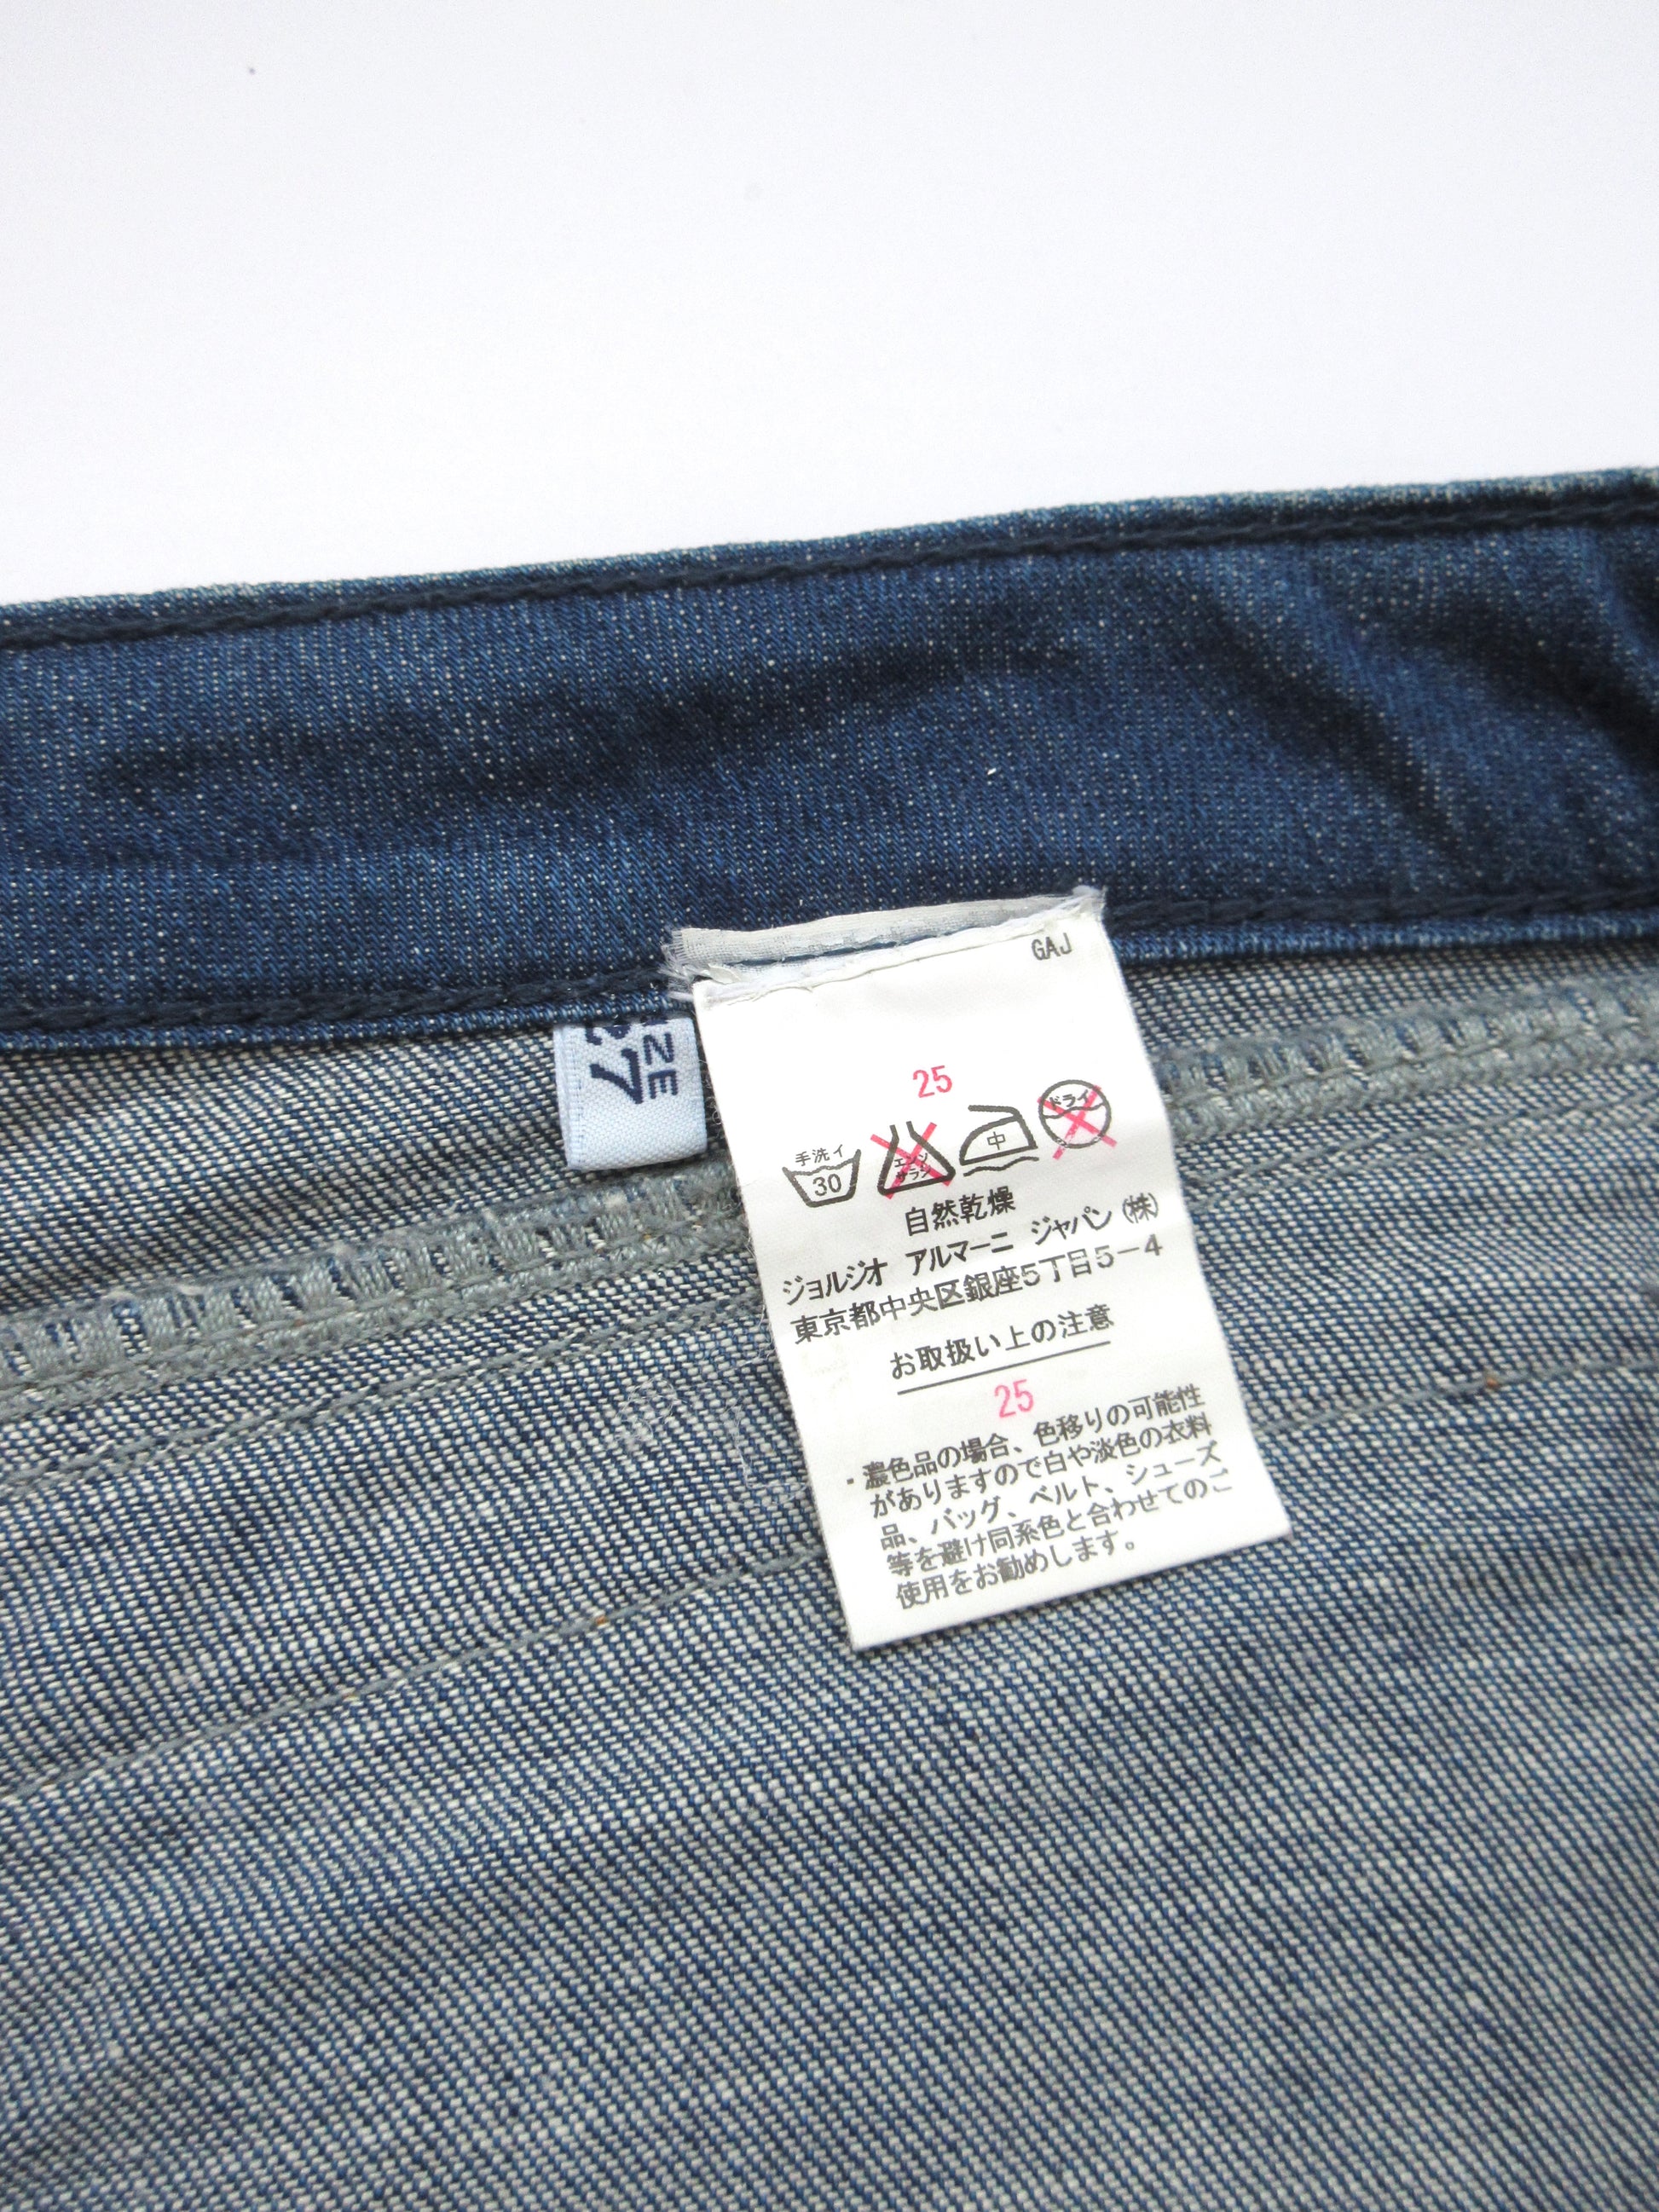 GAJ
SIZE
27
25
手洗イ
30
エンソ
サラシ
中
ドライ
自然乾燥
ジョルジオ アルマーニ ジャパン(株)
東京都中央区銀座5丁目5-4
お取扱い上の注意
25
・濃色品の場合、色移りの可能性
がありますので白や淡色の衣料
品、バッグ、ベルト、シューズ
等を避け同系色と合わせてのご
使用をお勧めします。